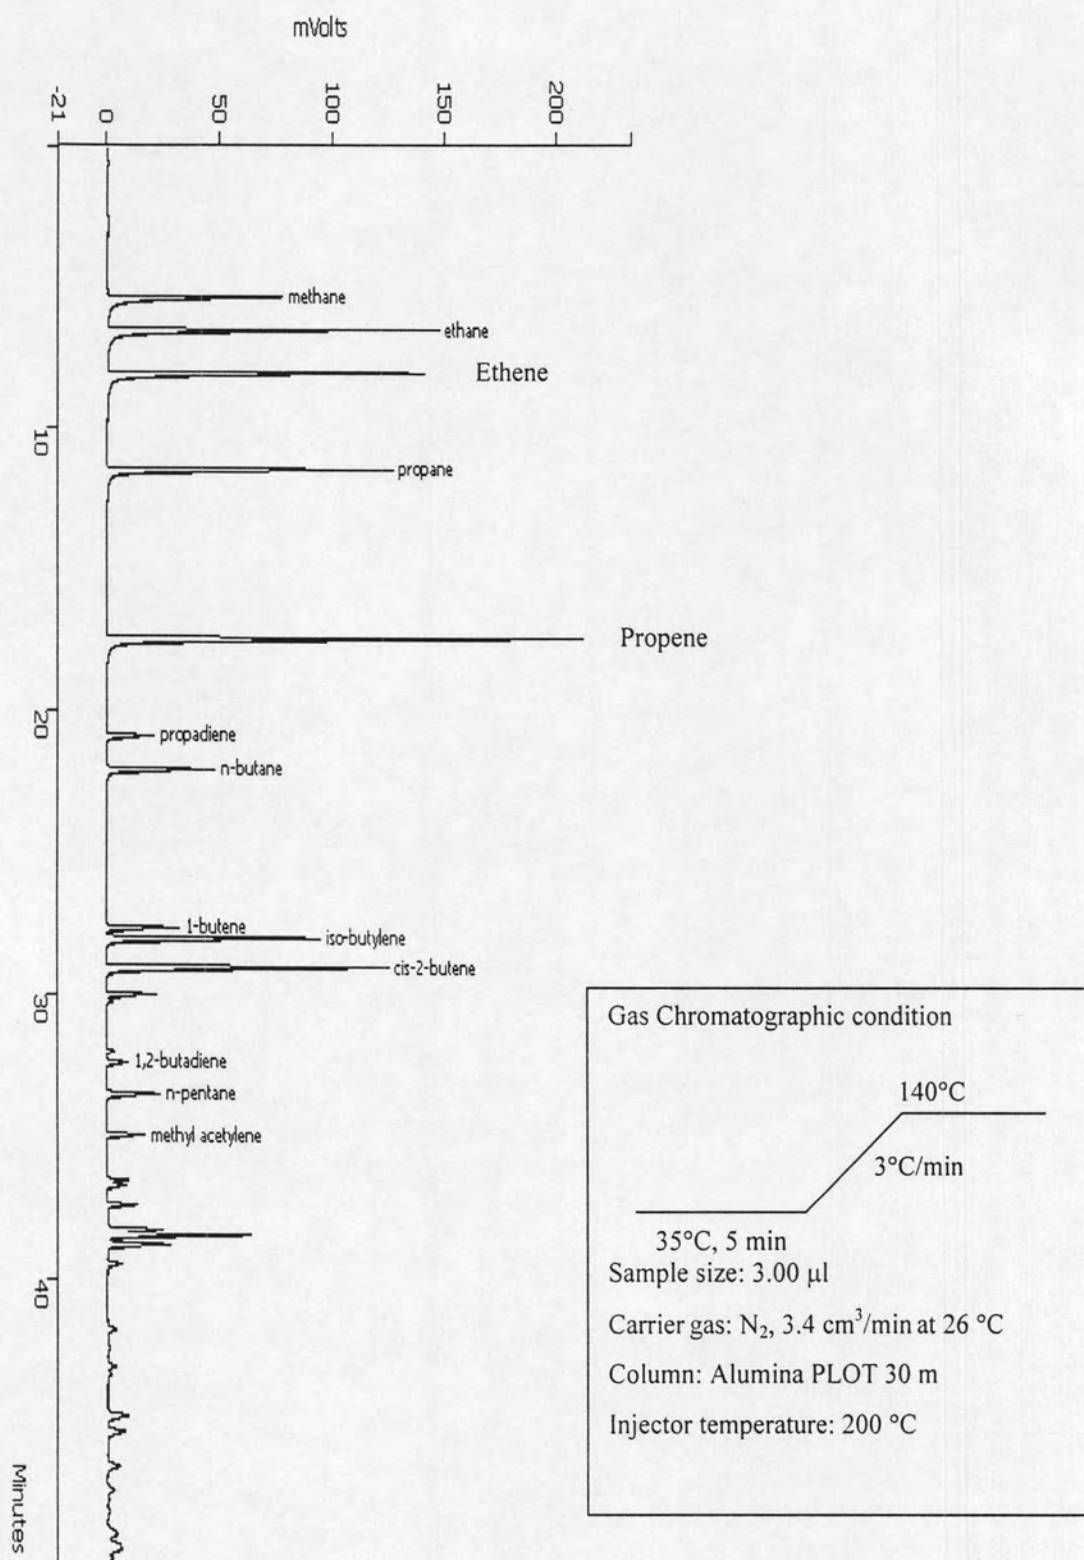 mVolts
-21
0
50
100
150
200
methane
ethane
Ethene
10
propane
Propene
20
propadiene
n-butane
1-butene
iso-butylene
cis-2-butene
30
1,2-butadiene
n-pentane
methyl acetylene
40
Minutes
Gas Chromatographic condition
140°C
3°C/min
35°C, 5 min
Sample size: 3.00 µl
Carrier gas: N₂, 3.4 cm³/min at 26 °C
Column: Alumina PLOT 30 m
Injector temperature: 200 °C